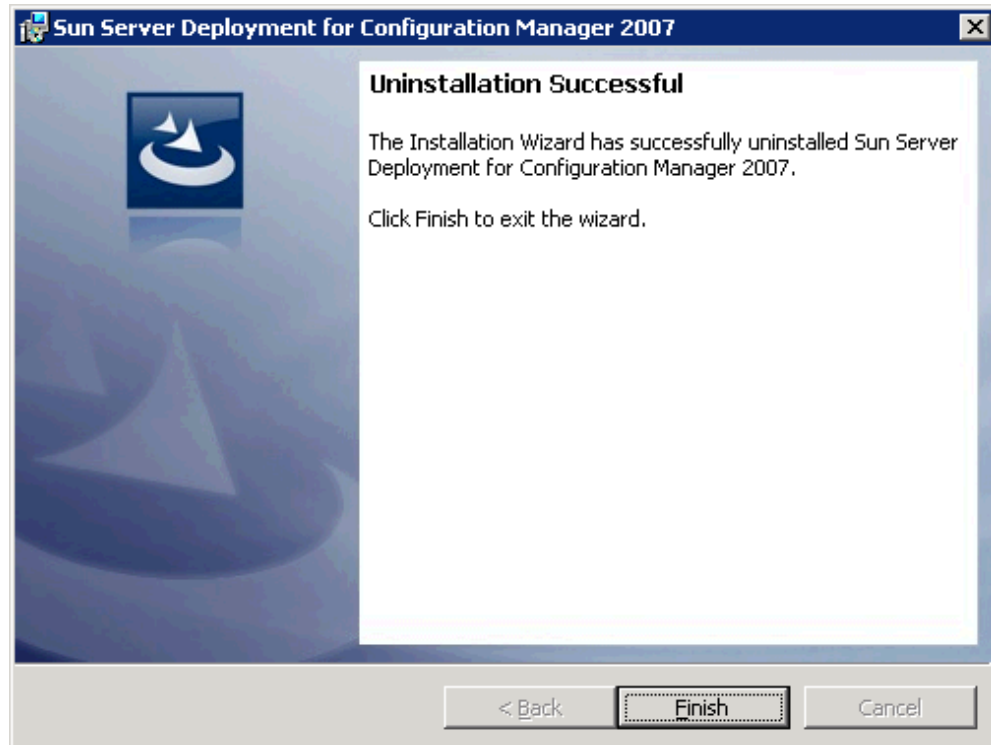 Sun Server Deployment for Configuration Manager 2007
Uninstallation Successful
The Installation Wizard has successfully uninstalled Sun Server
Deployment for Configuration Manager 2007.
Click Finish to exit the wizard.
< Back
Finish
Cancel